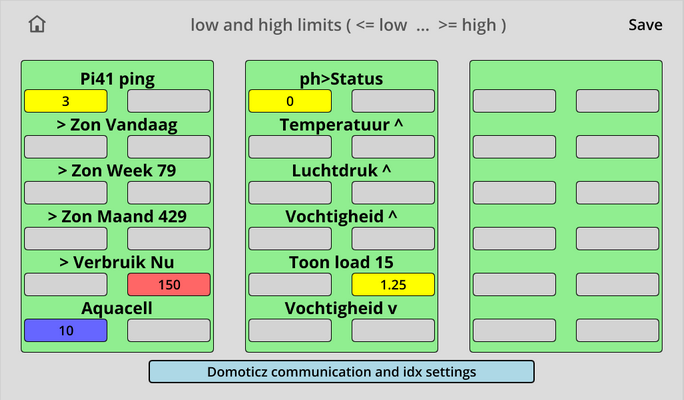 low and high limits ( <= low ... >= high )
Save
Pi41 ping
3
> Zon Vandaag
> Zon Week 79
> Zon Maand 429
> Verbruik Nu
150
Aquacell
10
ph>Status
0
Temperatuur ^
Luchtdruk ^
Vochtigheid ^
Toon load 15
1.25
Vochtigheid v
Domoticz communication and idx settings